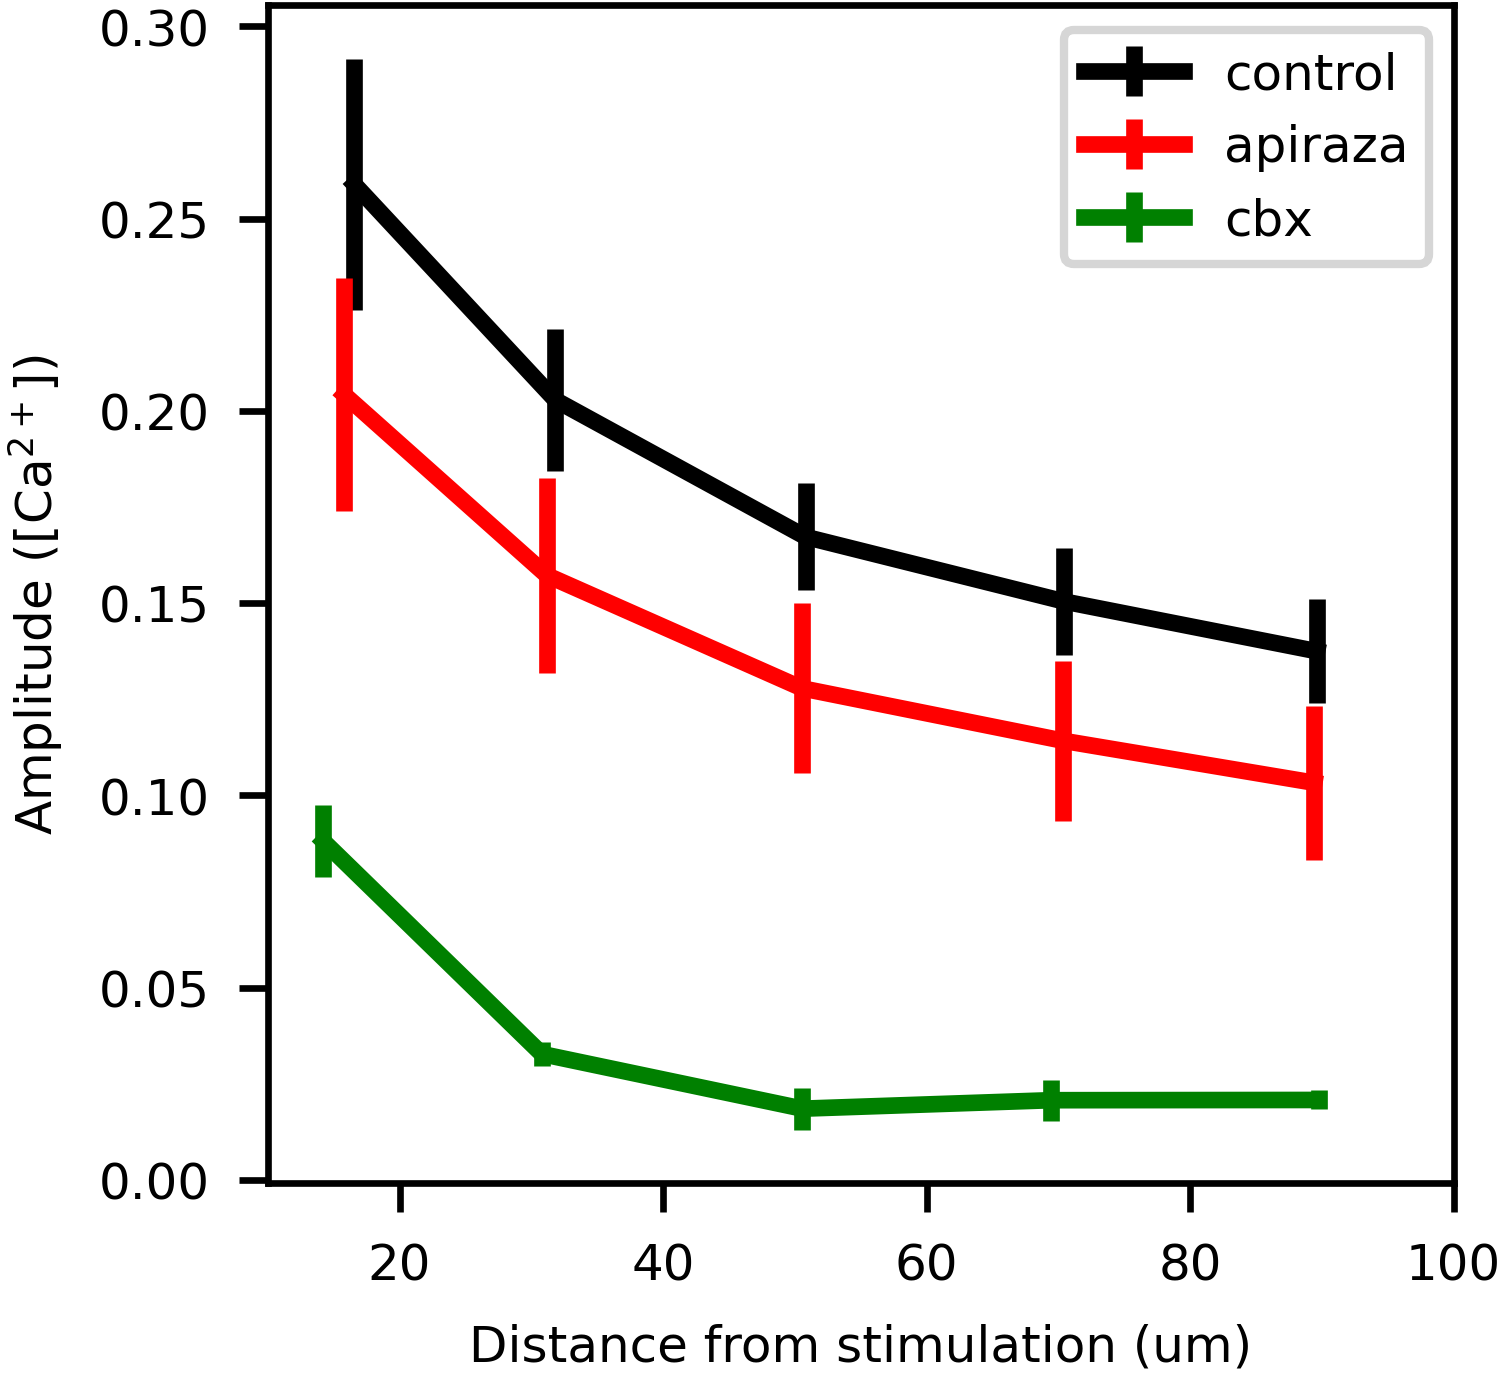 0.30
0.25
0.20
0.15
0.10
0.05
0.00
Amplitude ([Ca²⁺])
control
apiraza
cbx
20 40 60 80 100
Distance from stimulation (um)